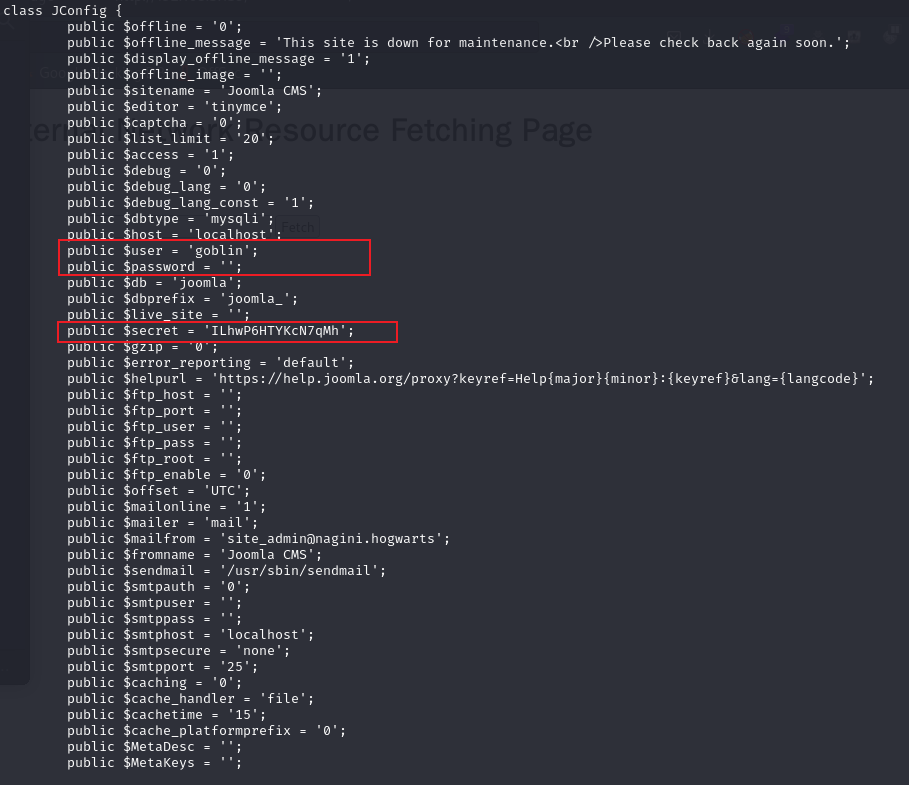 class JConfig {
public $offline = '0';
public $offline_message = 'This site is down for maintenance.<br />Please check back again soon.';
public $display_offline_message = '1';
public $offline_image = '';
public $sitename = 'Joomla CMS';
public $editor = 'tinymce';
public $captcha = '0';
public $list_limit = '20';
public $access = '1';
public $debug = '0';
public $debug_lang = '0';
public $debug_lang_const = '1';
public $dbtype = 'mysqli';
public $host = 'localhost';
public $user = 'goblin';
public $password = '';
public $db = 'joomla';
public $dbprefix = 'joomla_';
public $live_site = '';
public $secret = 'ILhwP6HTYKcN7qMh';
public $gzip = '0';
public $error_reporting = 'default';
public $helpurl = 'https://help.joomla.org/proxy?keyref=Help{major}{minor}:{keyref}&lang={langcode}';
public $ftp_host = '';
public $ftp_port = '';
public $ftp_user = '';
public $ftp_pass = '';
public $ftp_root = '';
public $ftp_enable = '0';
public $offset = 'UTC';
public $mailonline = '1';
public $mailer = 'mail';
public $mailfrom = 'site_admin@nagini.hogwarts';
public $fromname = 'Joomla CMS';
public $sendmail = '/usr/sbin/sendmail';
public $smtpauth = '0';
public $smtpuser = '';
public $smtppass = '';
public $smtphost = 'localhost';
public $smtpsecure = 'none';
public $smtpport = '25';
public $caching = '0';
public $cache_handler = 'file';
public $cachetime = '15';
public $cache_platformprefix = '0';
public $MetaDesc = '';
public $MetaKeys = '';
Resource Fetching Page
Fetch